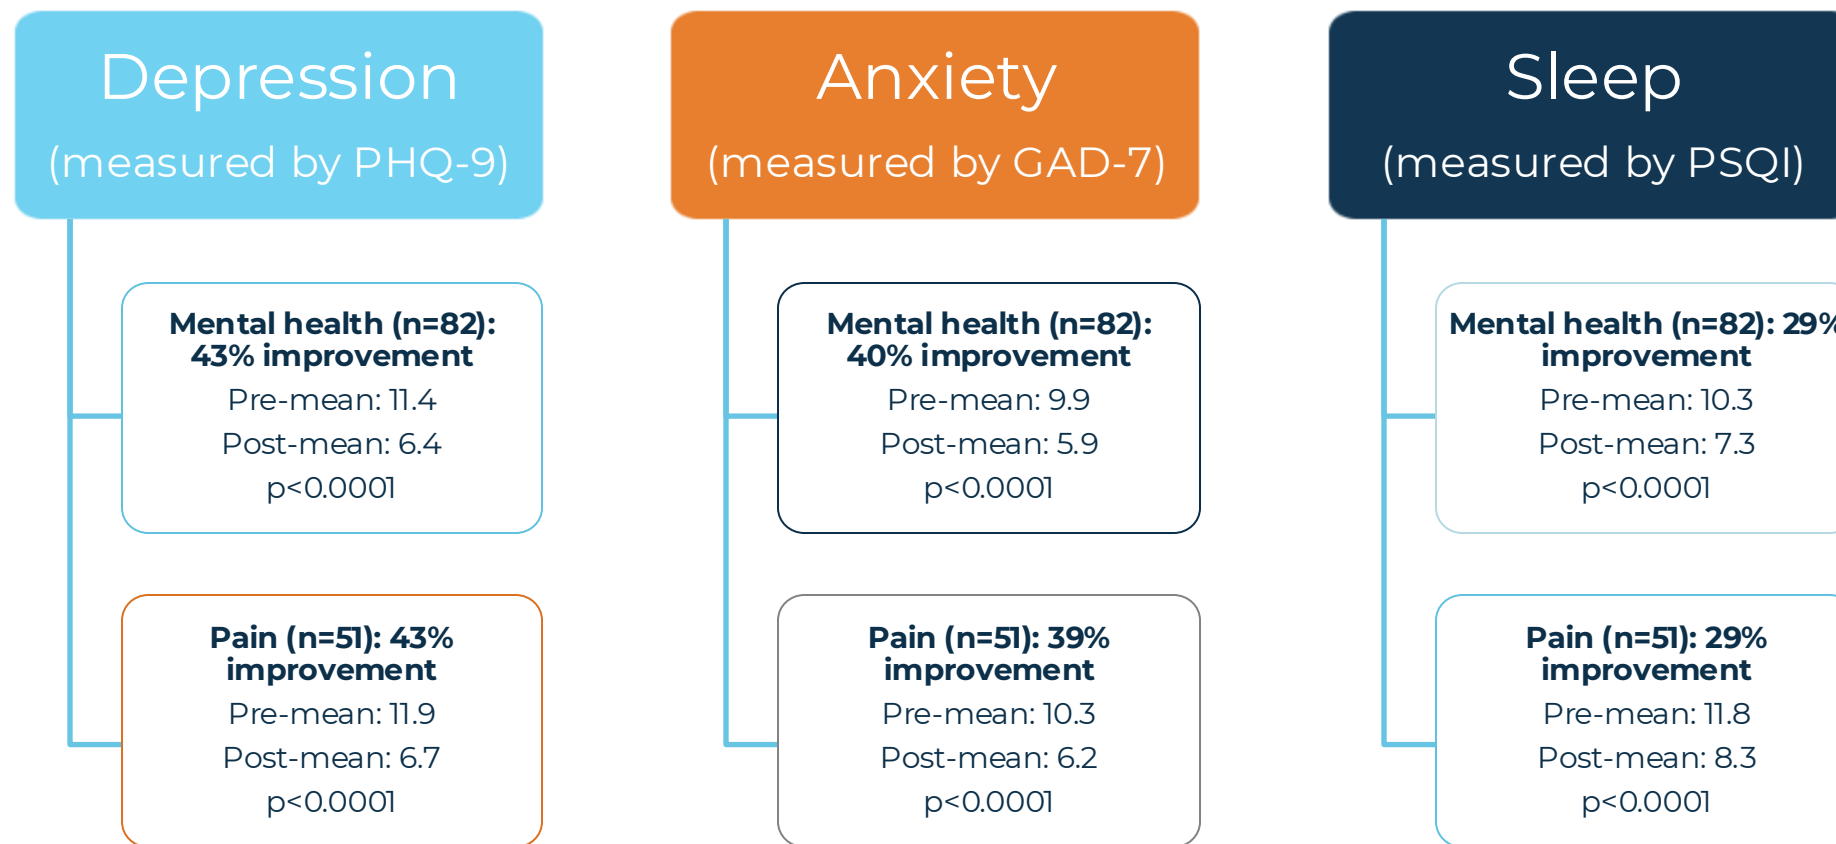 Depression
(measured by PHQ-9)
Mental health (n=82):
43% improvement
Pre-mean: 11.4
Post-mean: 6.4
p<0.0001
Pain (n=51): 43%
improvement
Pre-mean: 11.9
Post-mean: 6.7
p<0.0001
Anxiety
(measured by GAD-7)
Mental health (n=82):
40% improvement
Pre-mean: 9.9
Post-mean: 5.9
p<0.0001
Pain (n=51): 39%
improvement
Pre-mean: 10.3
Post-mean: 6.2
p<0.0001
Sleep
(measured by PSQI)
Mental health (n=82): 29%
improvement
Pre-mean: 10.3
Post-mean: 7.3
p<0.0001
Pain (n=51): 29%
improvement
Pre-mean: 11.8
Post-mean: 8.3
p<0.0001